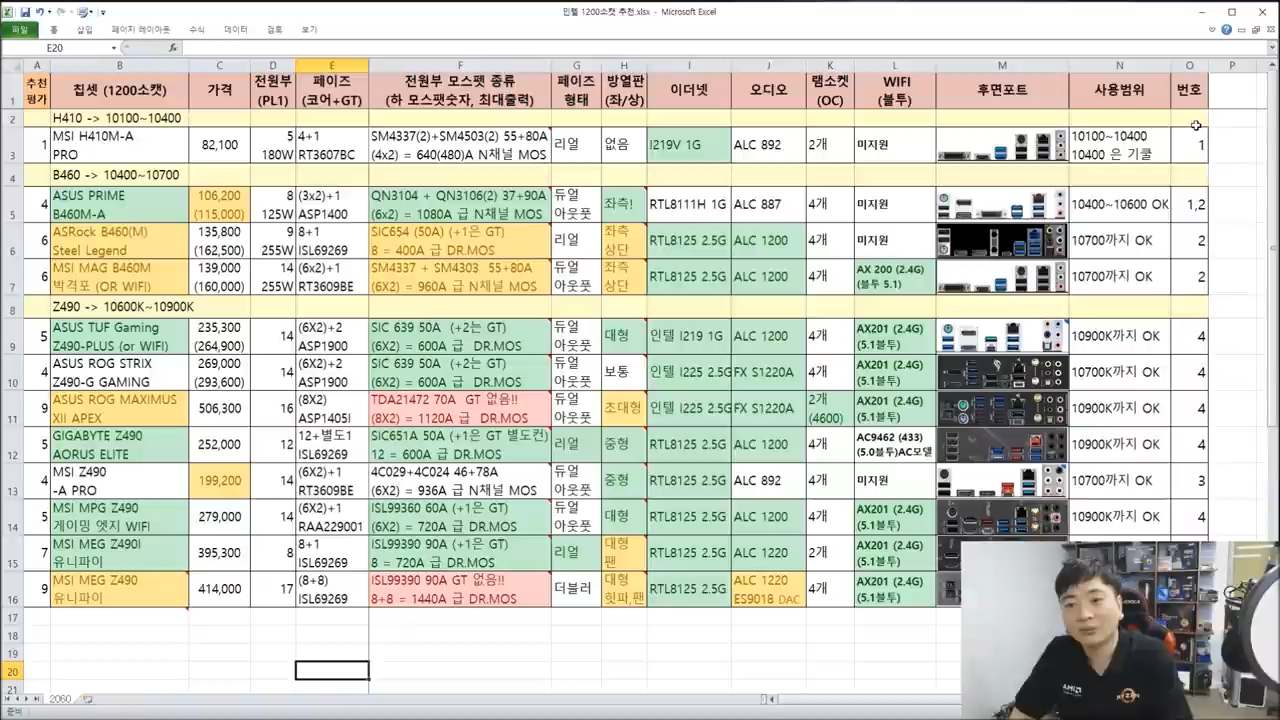 인텔 1200소캣 추천.xlsx - Microsoft Excel
파일 홈 삽입 페이지 레이아웃 수식 데이터 검토 보기
E20 fx
A B C D E F G H I J K L M N O P
1 추천 평가 칩셋 (1200소켓) 가격 전원부 (PL1) 페이즈 (코어+GT) 전원부 모스펫 종류 (하 모스팻숫자, 최대출력) 페이즈 형태 방열판 (좌/상) 이더넷 오디오 램소켓 (OC) WIFI (블투) 후면포트 사용범위 번호
2 H410 -> 10100~10400
3 1 MSI H410M-A PRO 82,100 5 180W 4+1 RT3607BC SM4337(2)+SM4503(2) 55+80A (4x2) = 640(480)A N채널 MOS 리얼 없음 I219V 1G ALC 892 2개 미지원 10100~10400 10400 은 기쿨 1
4 B460 -> 10400~10700
5 4 ASUS PRIME B460M-A 106,200 (115,000) 8 125W (3x2)+1 ASP1400 QN3104 + QN3106(2) 37+90A (6x2) = 1080A 급 N채널 MOS 듀얼 아웃풋 좌측! RTL8111H 1G ALC 887 4개 미지원 10400~10600 OK 1,2
6 6 ASRock B460(M) Steel Legend 135,800 (162,500) 9 255W 8+1 ISL69269 SIC654 (50A) (+1은 GT) 8 = 400A 급 DR.MOS 리얼 좌측 상단 RTL8125 2.5G ALC 1200 4개 미지원 10700까지 OK 2
7 6 MSI MAG B460M 박격포 (OR WIFI) 139,000 (160,000) 14 255W (6x2)+1 RT3609BE SM4337 + SM4303 55+80A (6X2) = 960A 급 N채널 MOS 듀얼 아웃풋 좌측 상단 RTL8125 2.5G ALC 1200 4개 AX 200 (2.4G) (블투 5.1) 10700까지 OK 2
8 Z490 -> 10600K~10900K
9 5 ASUS TUF Gaming Z490-PLUS (or WIFI) 235,300 (264,900) 14 (6X2)+2 ASP1900 SIC 639 50A (+2는 GT) (6X2) = 600A 급 DR.MOS 듀얼 아웃풋 대형 인텔 I219 1G ALC 1200 4개 AX201 (2.4G) (5.1블투) 10900K까지 OK 4
10 4 ASUS ROG STRIX Z490-G GAMING 269,000 (293,600) 14 (6X2)+2 ASP1900 SIC 639 50A (+2는 GT) (6X2) = 600A 급 DR.MOS 듀얼 아웃풋 보통 인텔 I225 2.5G FX S1220A 4개 AX201 (2.4G) (5.1블투) 10700K까지 OK 4
11 9 ASUS ROG MAXIMUS XII APEX 506,300 16 (8X2) ASP1405I TDA21472 70A GT 없음!! (8X2) = 1120A 급 DR.MOS 듀얼 아웃풋 초대형 인텔 I225 2.5G FX S1220A 2개 (4600) AX201 (2.4G) (5.1블투) 10900K까지 OK 4
12 5 GIGABYTE Z490 AORUS ELITE 252,000 12 12+별도1 ISL69269 SIC651A 50A (+1은 GT 별도컨) 12 = 600A 급 DR.MOS 리얼 중형 RTL8125 2.5G ALC 1200 4개 AC9462 (433) (5.0블투)AC모델 10900K까지 OK 4
13 4 MSI Z490 -A PRO 199,200 14 (6X2)+1 RT3609BE 4C029+4C024 46+78A (6X2) = 936A 급 N채널 MOS 듀얼 아웃풋 중형 RTL8125 2.5G ALC 892 4개 미지원 10900K까지 OK 3
14 5 MSI MPG Z490 게이밍 엣지 WIFI 279,000 14 (6X2)+1 RAA229001 ISL99360 60A (+1은 GT) (6X2) = 720A 급 DR.MOS 듀얼 아웃풋 대형 RTL8125 2.5G ALC 1200 4개 AX201 (2.4G) (5.1블투) 10900K까지 OK 4
15 7 MSI MEG Z490I 유니파이 395,300 8 8+1 ISL69269 ISL99390 90A (+1은 GT) 8 = 720A 급 DR.MOS 리얼 대형 팬 RTL8125 2.5G ALC 1200 2개 AX201 (2.4G) (5.1블투)
16 9 MSI MEG Z490 유니파이 414,000 17 (8+8) ISL69269 ISL99390 90A GT 없음!! 8+8 = 1440A 급 DR.MOS 더블러 대형 힛파,팬 RTL8125 2.5G ALC 1220 ES9018 DAC 4개 AX201 (2.4G) (5.1블투)
17
18
19
20
21
2060
준비
AMD
RYZEN